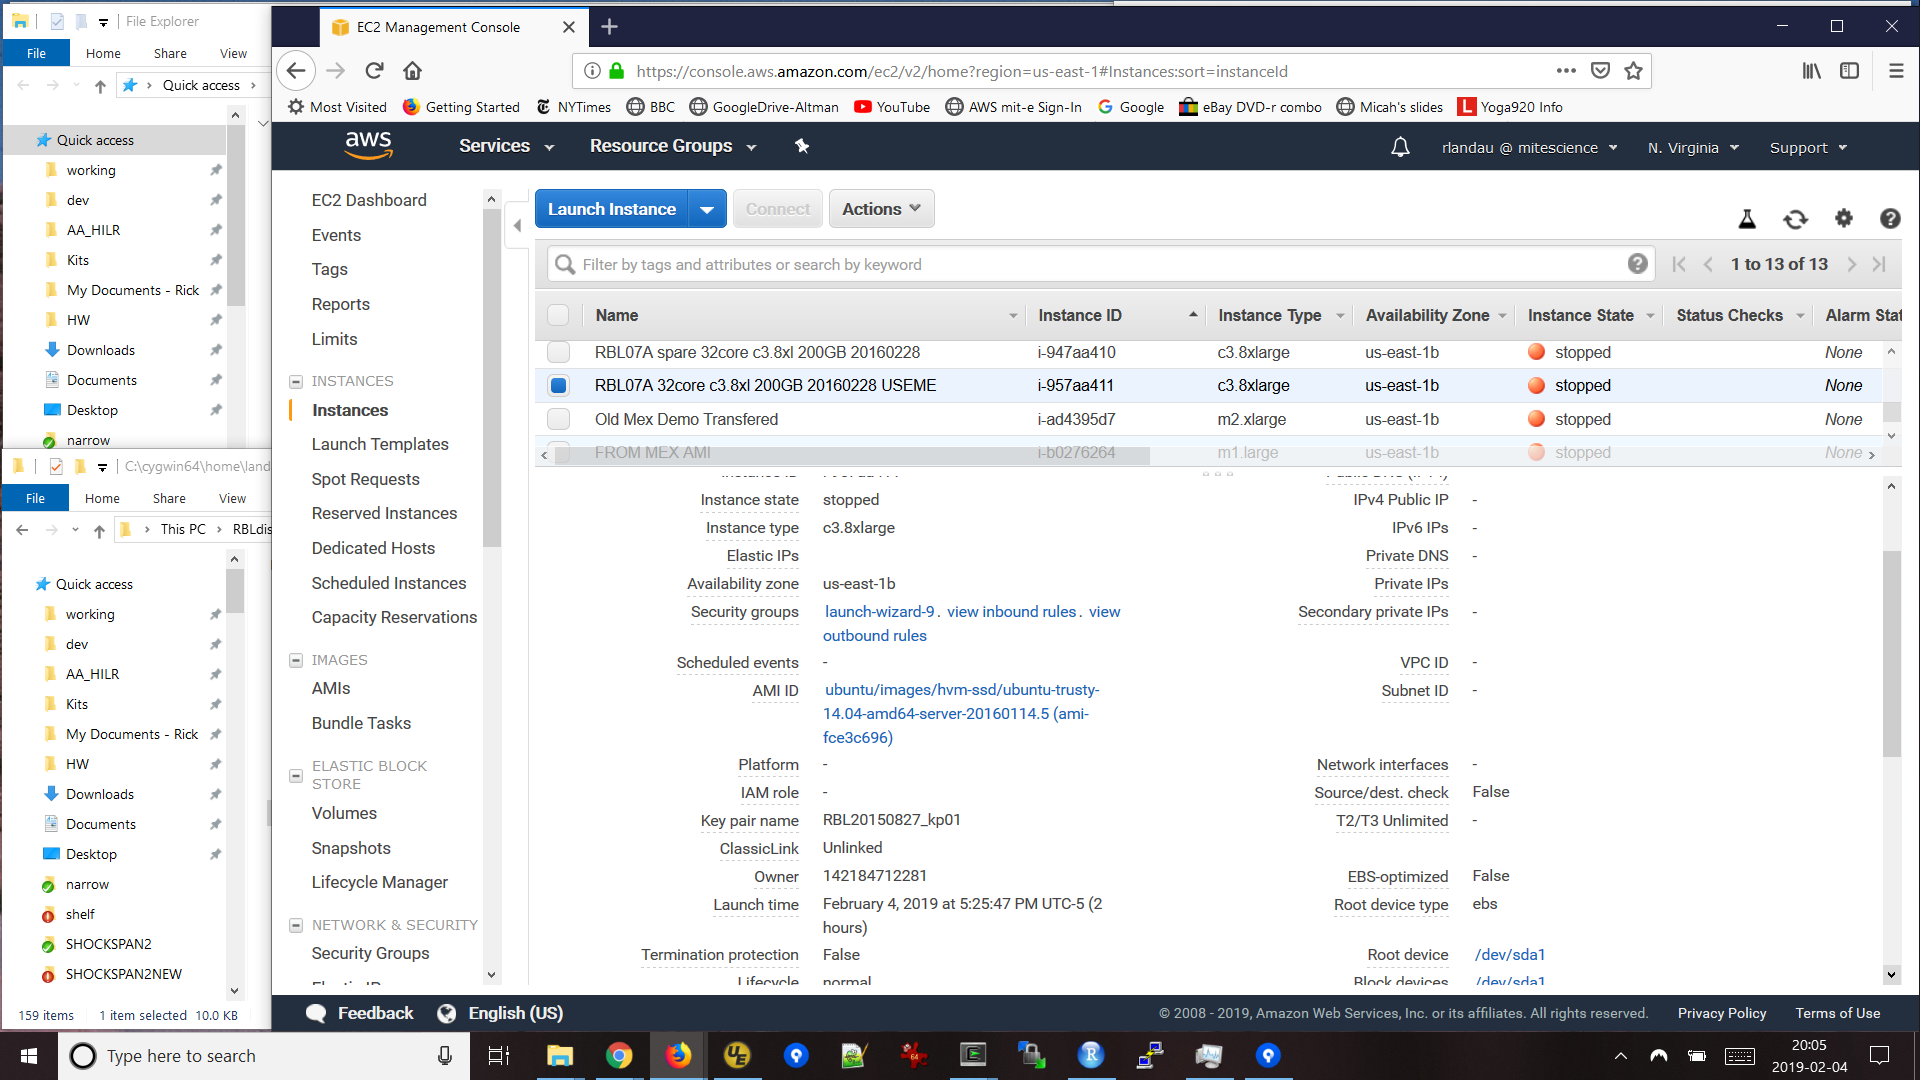 File Explorer
File Home Share View
Quick access
Quick access
working
dev
AA_HILR
Kits
My Documents - Rick
HW
Downloads
Documents
Desktop
narrow
C:\cygwin64\home\land
File Home Share View
This PC RBLdis
Quick access
working
dev
AA_HILR
Kits
My Documents - Rick
HW
Downloads
Documents
Desktop
narrow
shelf
SHOCKSPAN2
SHOCKSPAN2NEW
159 items 1 item selected 10.0 KB
EC2 Management Console
https://console.aws.amazon.com/ec2/v2/home?region=us-east-1#Instances:sort=instanceId
Most Visited Getting Started NYTimes BBC GoogleDrive-Altman YouTube AWS mit-e Sign-In Google eBay DVD-r combo Micah's slides Yoga920 Info
aws Services Resource Groups rlandau @ mitescience N. Virginia Support
EC2 Dashboard
Events
Tags
Reports
Limits
INSTANCES
Instances
Launch Templates
Spot Requests
Reserved Instances
Dedicated Hosts
Scheduled Instances
Capacity Reservations
IMAGES
AMIs
Bundle Tasks
ELASTIC BLOCK
STORE
Volumes
Snapshots
Lifecycle Manager
NETWORK & SECURITY
Security Groups
Launch Instance Connect Actions
Filter by tags and attributes or search by keyword 1 to 13 of 13
Name Instance ID Instance Type Availability Zone Instance State Status Checks Alarm Stat
RBL07A spare 32core c3.8xl 200GB 20160228 i-947aa410 c3.8xlarge us-east-1b stopped None
RBL07A 32core c3.8xl 200GB 20160228 USEME i-957aa411 c3.8xlarge us-east-1b stopped None
Old Mex Demo Transfered i-ad4395d7 m2.xlarge us-east-1b stopped None
FROM MEX AMI i-b0276264 m1.large us-east-1b stopped None
Instance state stopped IPv4 Public IP -
Instance type c3.8xlarge IPv6 IPs -
Elastic IPs Private DNS -
Availability zone us-east-1b Private IPs
Security groups launch-wizard-9. view inbound rules. view Secondary private IPs -
outbound rules
Scheduled events - VPC ID -
AMI ID ubuntu/images/hvm-ssd/ubuntu-trusty- Subnet ID -
14.04-amd64-server-20160114.5 (ami-
fce3c696)
Platform - Network interfaces -
IAM role - Source/dest. check False
Key pair name RBL20150827_kp01 T2/T3 Unlimited -
ClassicLink Unlinked
Owner 142184712281 EBS-optimized False
Launch time February 4, 2019 at 5:25:47 PM UTC-5 (2 Root device type ebs
hours)
Termination protection False Root device /dev/sda1
Lifecycle normal Block devices /dev/sda1
Feedback English (US) © 2008 - 2019, Amazon Web Services, Inc. or its affiliates. All rights reserved. Privacy Policy Terms of Use
Type here to search
20:05
2019-02-04